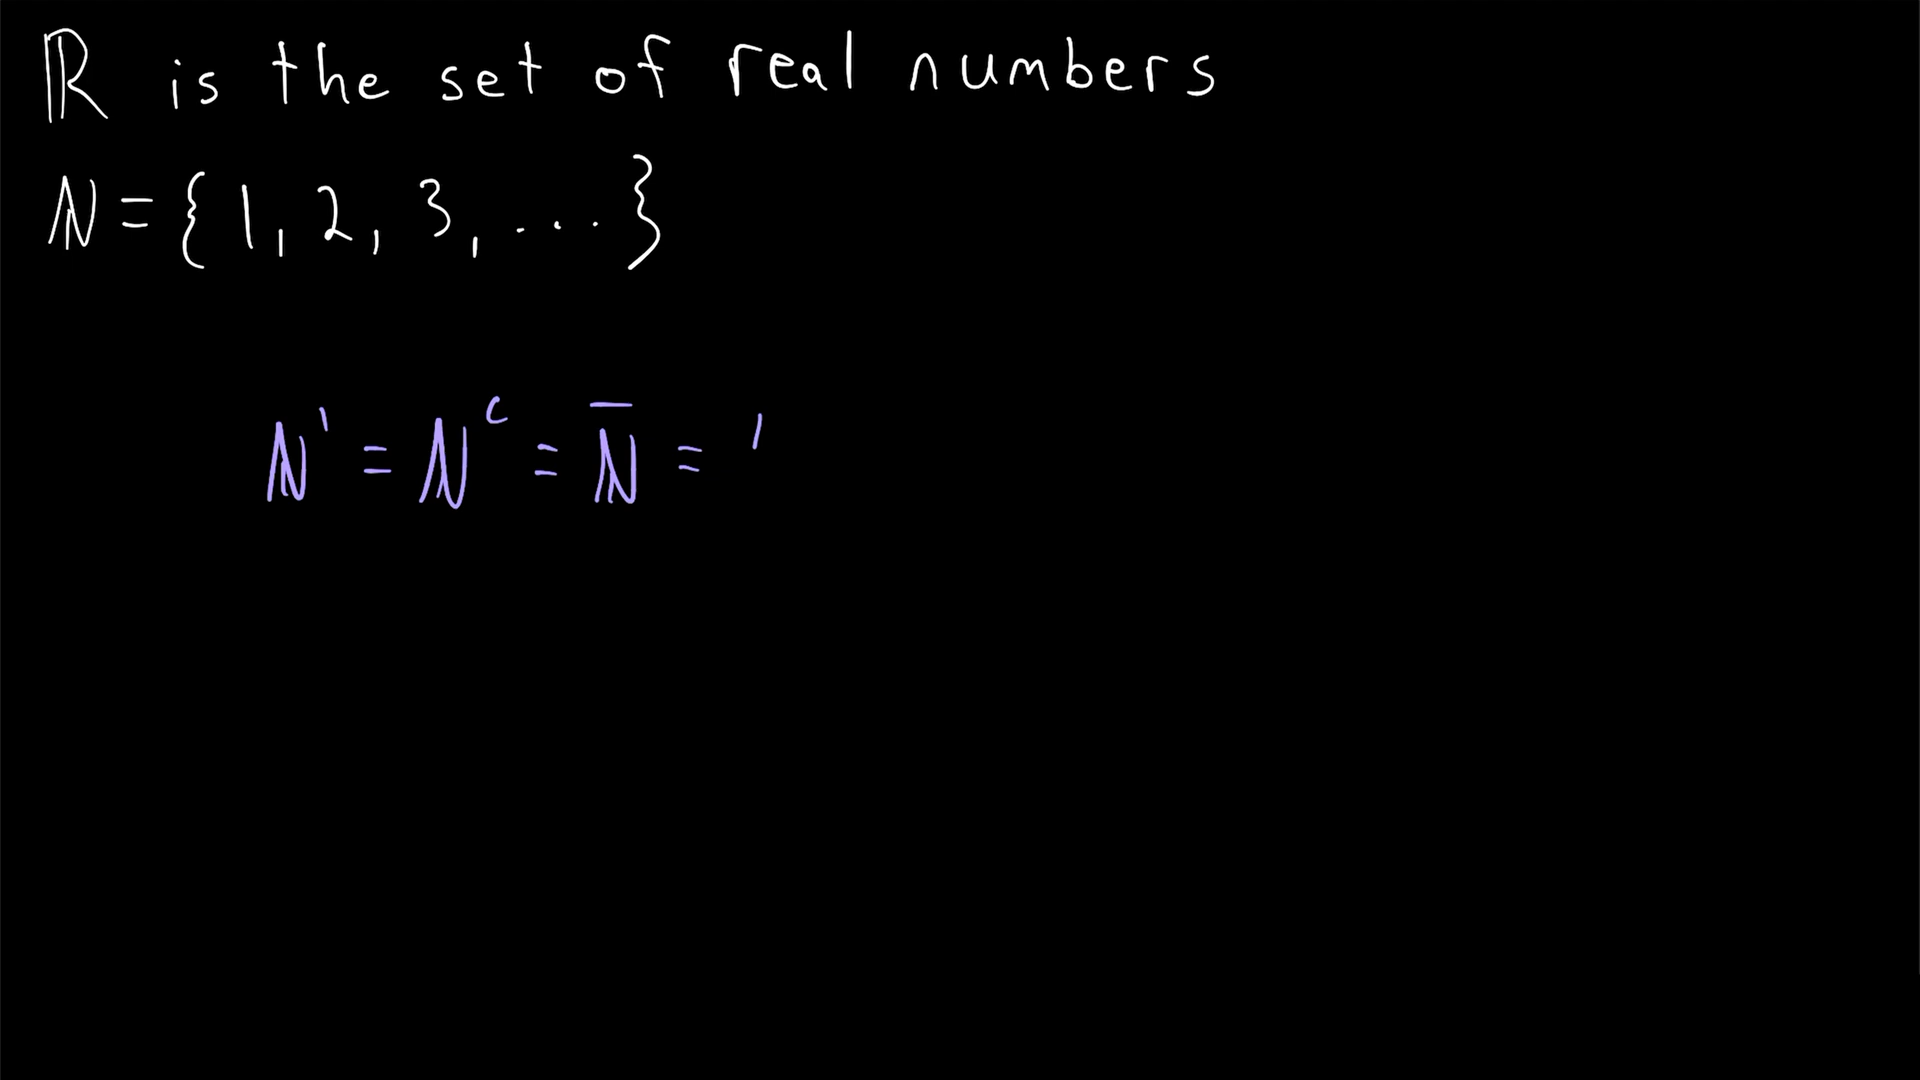 ℝ is the set of real numbers
ℕ = {1, 2, 3, ...}
ℕ' = ℕᶜ = ℕ̅ = '